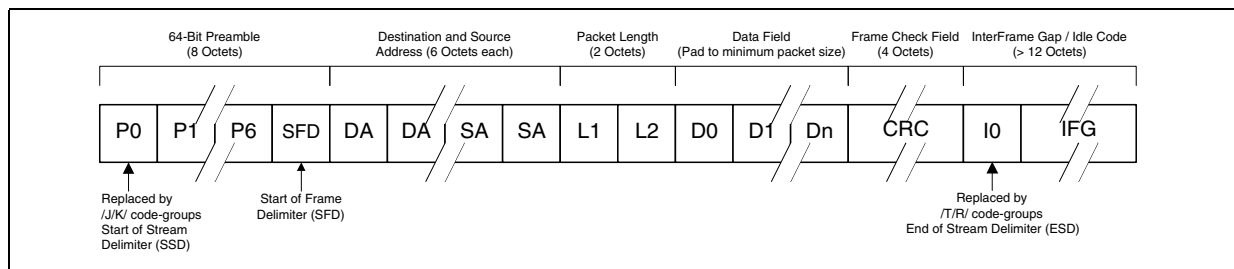 64-Bit Preamble
(8 Octets)
Destination and Source
Address (6 Octets each)
Packet Length
(2 Octets)
Data Field
(Pad to minimum packet size)
Frame Check Field
(4 Octets)
InterFrame Gap / Idle Code
(> 12 Octets)
P0 P1 P6 SFD DA DA SA SA L1 L2 D0 D1 Dn CRC I0 IFG
Replaced by
/J/K/ code-groups
Start of Stream
Delimiter (SSD)
Start of Frame
Delimiter (SFD)
Replaced by
/T/R/ code-groups
End of Stream Delimiter (ESD)